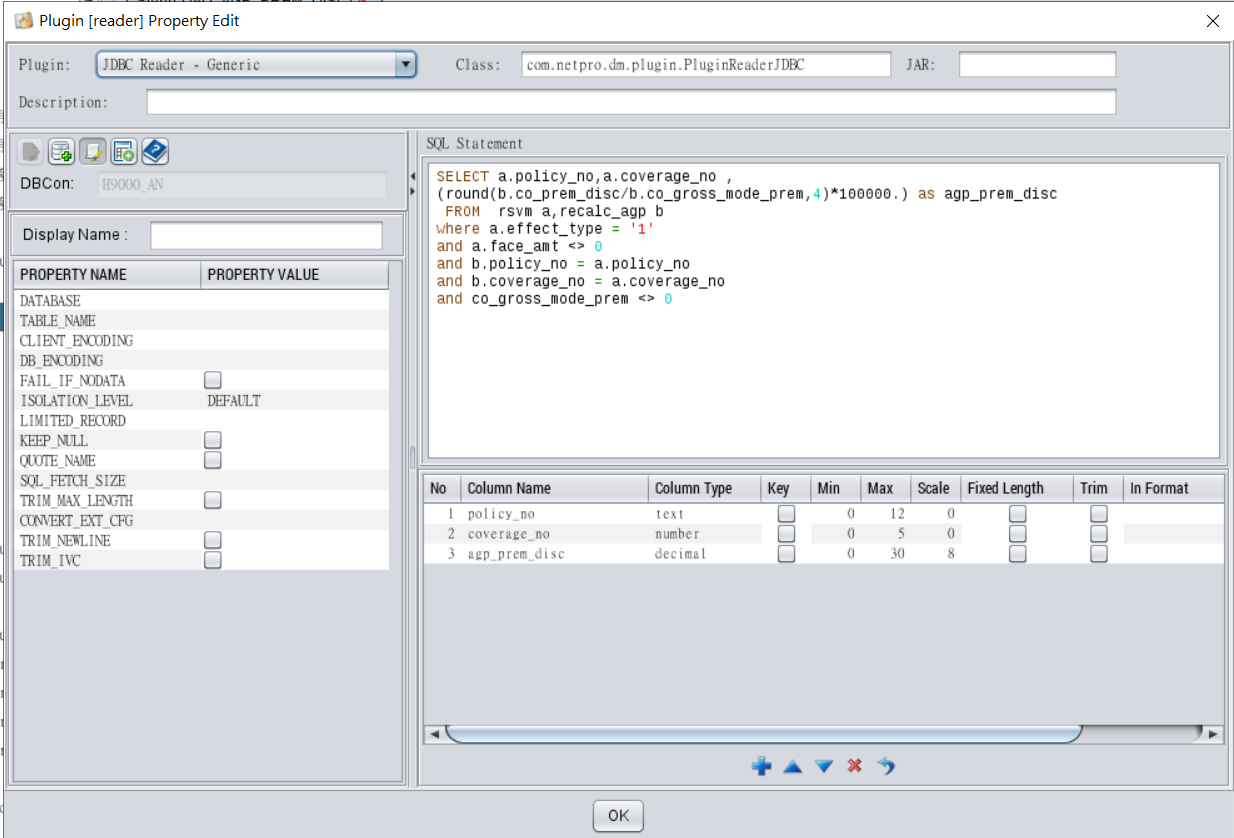 Plugin [reader] Property Edit
Plugin: JDBC Reader - Generic Class: com.netpro.dm.plugin.PluginReaderJDBC JAR:
Description:
DBCon: H9000_AN
Display Name :
PROPERTY NAME PROPERTY VALUE
DATABASE
TABLE_NAME
CLIENT_ENCODING
DB_ENCODING
FAIL_IF_NODATA
ISOLATION_LEVEL DEFAULT
LIMITED_RECORD
KEEP_NULL
QUOTE_NAME
SQL_FETCH_SIZE
TRIM_MAX_LENGTH
CONVERT_EXT_CFG
TRIM_NEWLINE
TRIM_IVC
SQL Statement
SELECT a.policy_no,a.coverage_no ,
(round(b.co_prem_disc/b.co_gross_mode_prem,4)*100000.) as agp_prem_disc
FROM rsvm a,recalc_agp b
where a.effect_type = '1'
and a.face_amt <> 0
and b.policy_no = a.policy_no
and b.coverage_no = a.coverage_no
and co_gross_mode_prem <> 0
No Column Name Column Type Key Min Max Scale Fixed Length Trim In Format
1 policy_no text 0 12 0
2 coverage_no number 0 5 0
3 agp_prem_disc decimal 0 30 8
OK